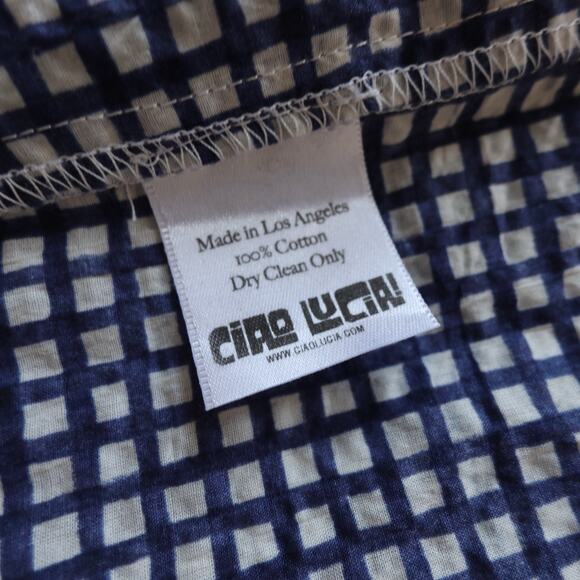 Made in Los Angeles
100% Cotton
Dry Clean Only
CIAO LUCIA!
WWW.CIAOLUCIA.COM